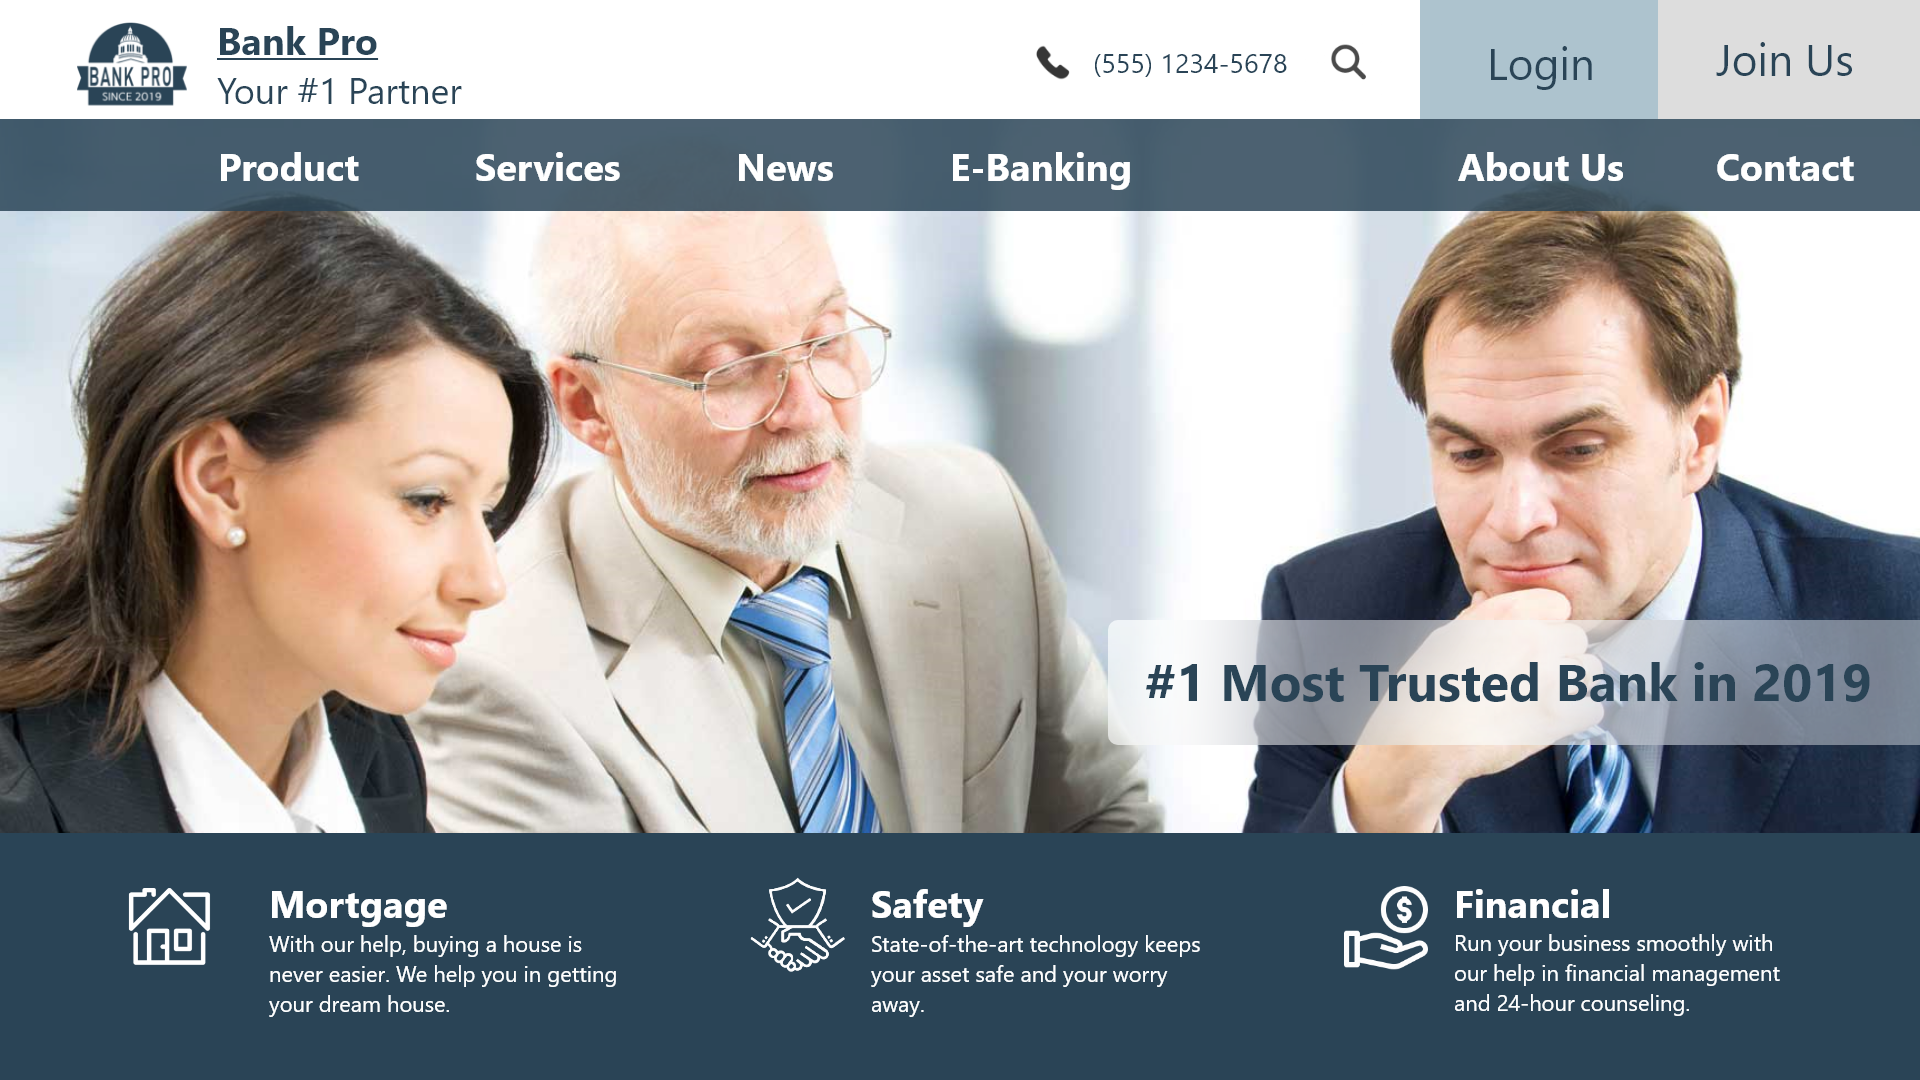 BANK PRO
SINCE 2019
Bank Pro
Your #1 Partner
(555) 1234-5678
Login
Join Us
Product
Services
News
E-Banking
About Us
Contact
#1 Most Trusted Bank in 2019
Mortgage
With our help, buying a house is
never easier. We help you in getting
your dream house.
Safety
State-of-the-art technology keeps
your asset safe and your worry
away.
$
Financial
Run your business smoothly with
our help in financial management
and 24-hour counseling.